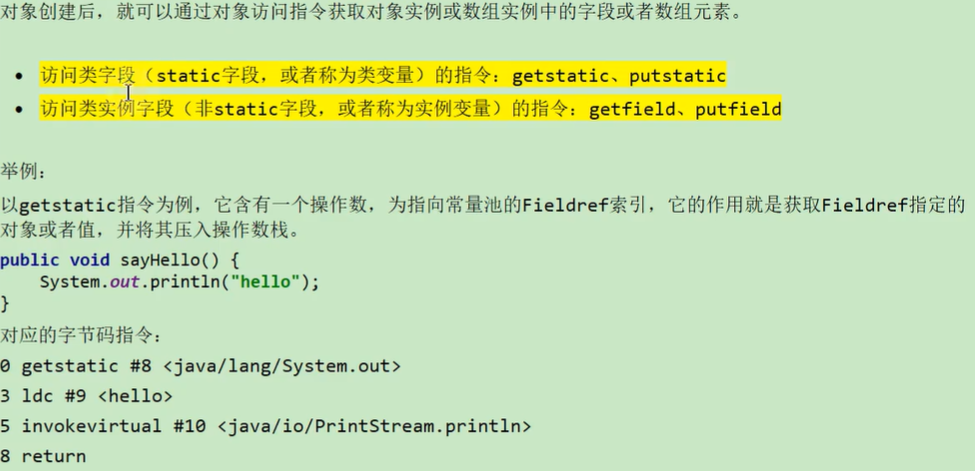 对象创建后，就可以通过对象访问指令获取对象实例或数组实例中的字段或者数组元素。
• 访问类字段（static字段，或者称为类变量）的指令：getstatic、putstatic
• 访问类实例字段（非static字段，或者称为实例变量）的指令：getfield、putfield
举例：
以getstatic指令为例，它含有一个操作数，为指向常量池的Fieldref索引，它的作用就是获取Fieldref指定的
对象或者值，并将其压入操作数栈。
public void sayHello() {
    System.out.println("hello");
}
对应的字节码指令：
0 getstatic #8 <java/lang/System.out>
3 ldc #9 <hello>
5 invokevirtual #10 <java/io/PrintStream.println>
8 return